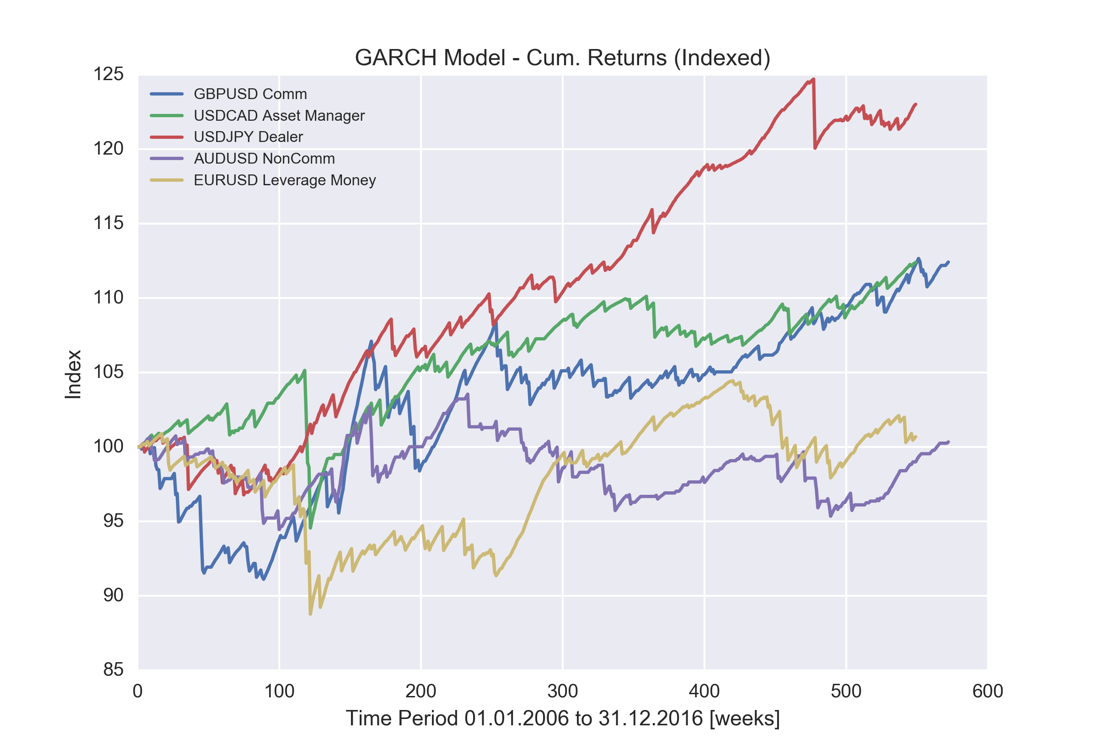 GARCH Model - Cum. Returns (Indexed)
125
120
115
110
105
100
95
90
85
Index
GBPUSD Comm
USDCAD Asset Manager
USDJPY Dealer
AUDUSD NonComm
EURUSD Leverage Money
0 100 200 300 400 500 600
Time Period 01.01.2006 to 31.12.2016 [weeks]